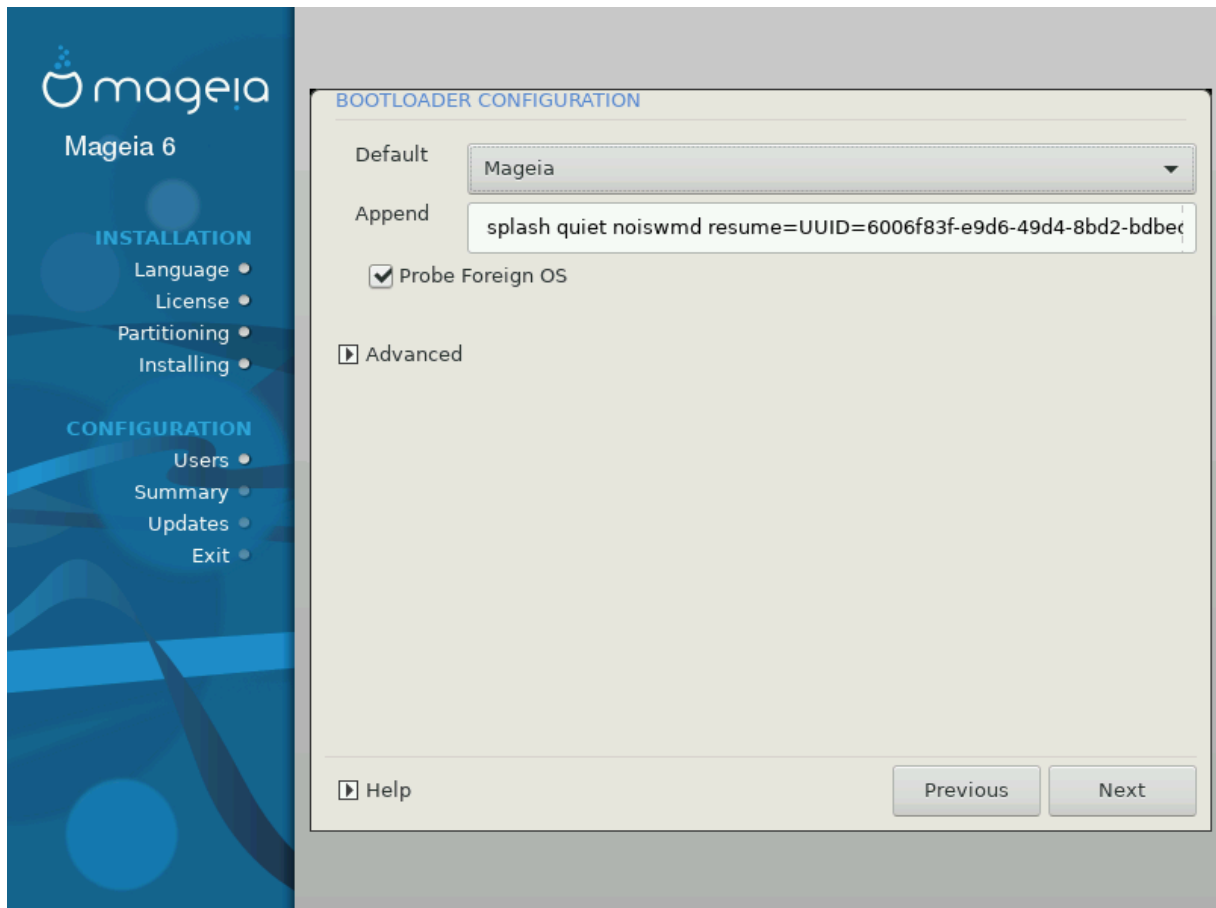 mageia
Mageia 6
INSTALLATION
Language
License
Partitioning
Installing
CONFIGURATION
Users
Summary
Updates
Exit
BOOTLOADER CONFIGURATION
Default
Mageia
Append
splash quiet noiswmd resume=UUID=6006f83f-e9d6-49d4-8bd2-bdbe
Probe Foreign OS
Advanced
Help
Previous
Next